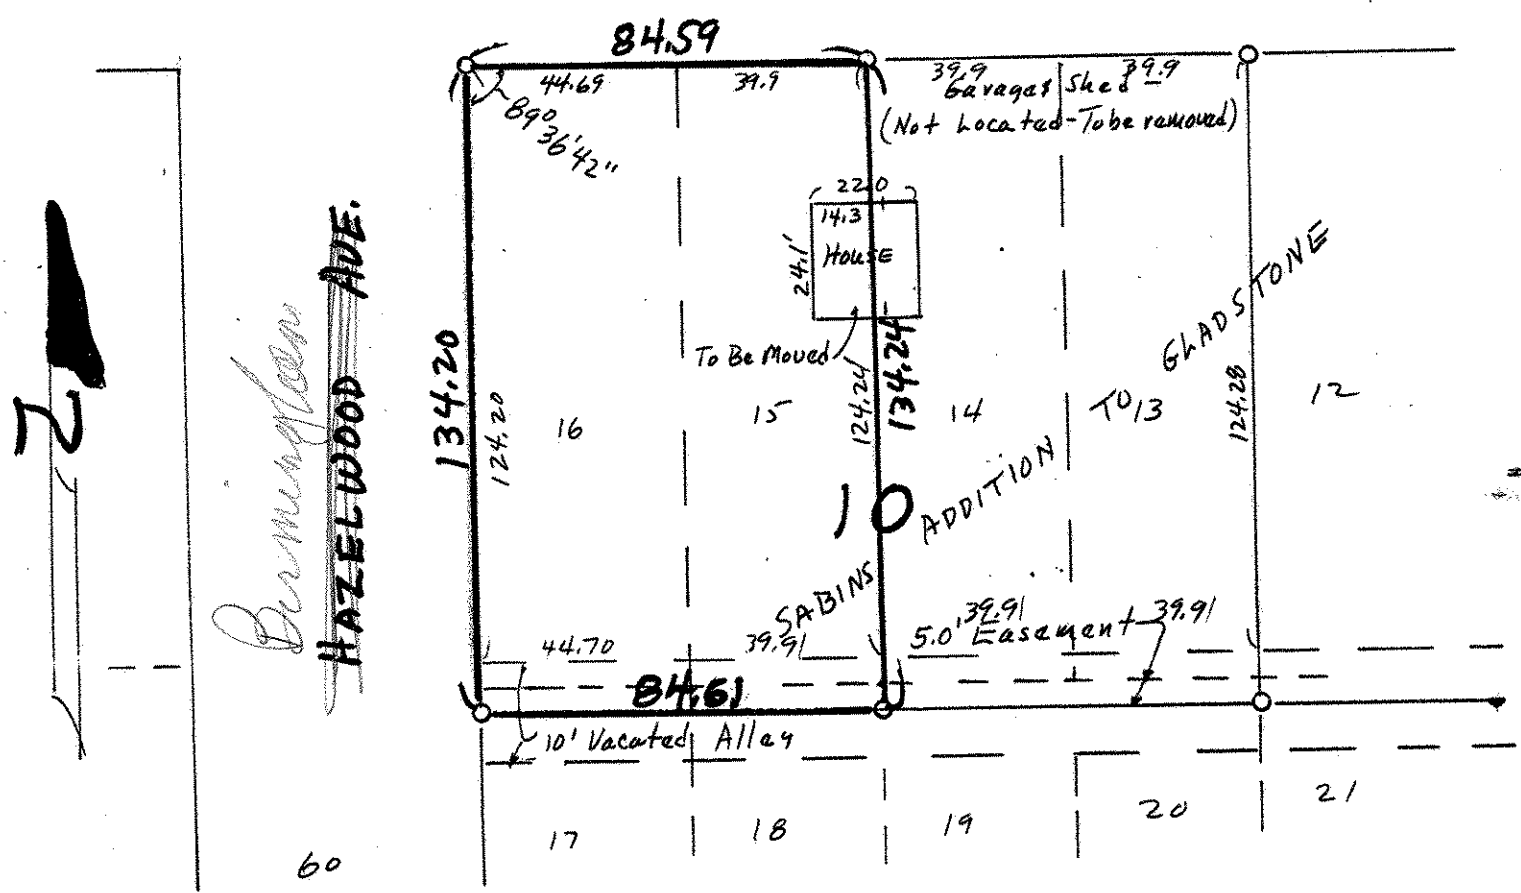 84.59
44.69
39.9
39.9
39.9
Garage & Shed
(Not Located - To be removed)
89° 36' 42"
22.0
14.3
House
24.1'
To Be Moved
N
Birmingham
HAZELWOOD AVE.
134.20
124.20
124.24
134.24
124.28
16
15
14
13
12
10
SABINS ADDITION TO GLADSTONE
44.70
39.91
39.91
39.91
5.0' Easement
84.61
10' Vacated Alley
60
17
18
19
20
21